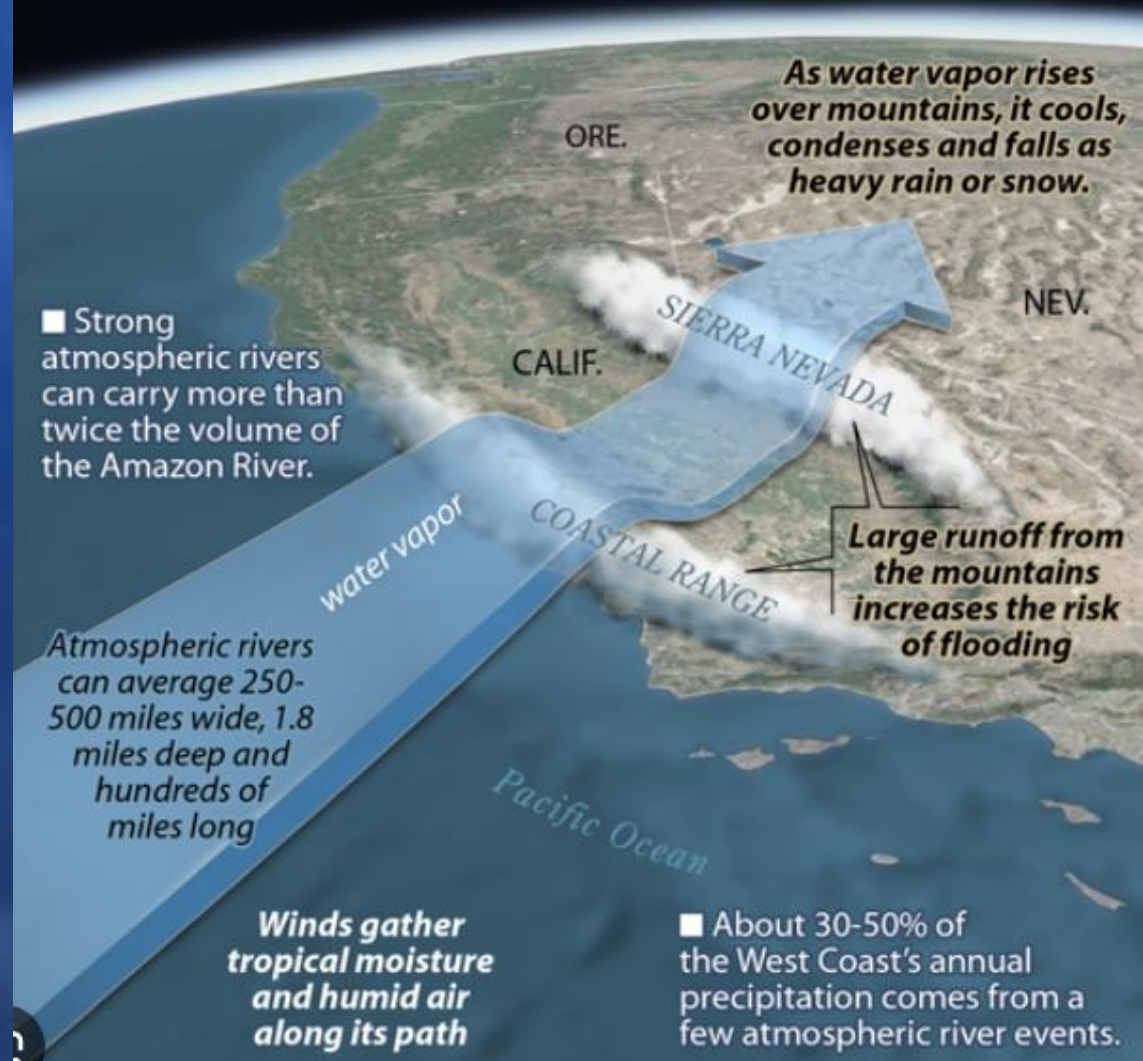 As water vapor rises
over mountains, it cools,
condenses and falls as
heavy rain or snow.
ORE.
NEV.
SIERRA NEVADA
CALIF.
■ Strong
atmospheric rivers
can carry more than
twice the volume of
the Amazon River.
water vapor
COASTAL RANGE
Large runoff from
the mountains
increases the risk
of flooding
Atmospheric rivers
can average 250-
500 miles wide, 1.8
miles deep and
hundreds of
miles long
Pacific Ocean
Winds gather
tropical moisture
and humid air
along its path
■ About 30-50% of
the West Coast's annual
precipitation comes from a
few atmospheric river events.